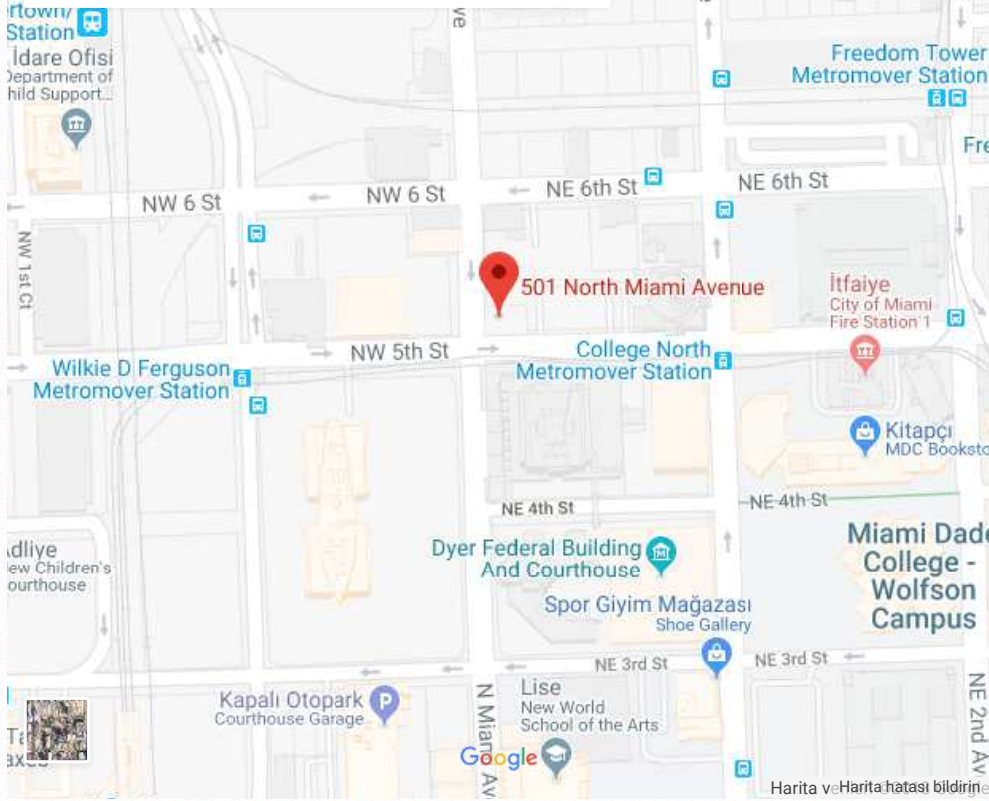 rtown/
Station
İdare Ofisi
Department of
hild Support...
ve
Freedom Tower
Metromover Station
Fre
NW 6 St
NW 6 St
NE 6th St
NE 6th St
NW 1st Ct
501 North Miami Avenue
İtfaiye
City of Miami
Fire Station 1
NW 5th St
College North
Metromover Station
Wilkie D Ferguson
Metromover Station
Kitapçı
MDC Booksto
NE 4th St
NE 4th St
Adliye
ew Children's
ourthouse
Dyer Federal Building
And Courthouse
Miami Dade
College -
Wolfson
Campus
Spor Giyim Mağazası
Shoe Gallery
NE 3rd St
NE 3rd St
Kapalı Otopark
Courthouse Garage
P
Lise
New World
School of the Arts
N Miami Av
NE 2nd Av
Google
Harita ve
Harita hatası bildirin